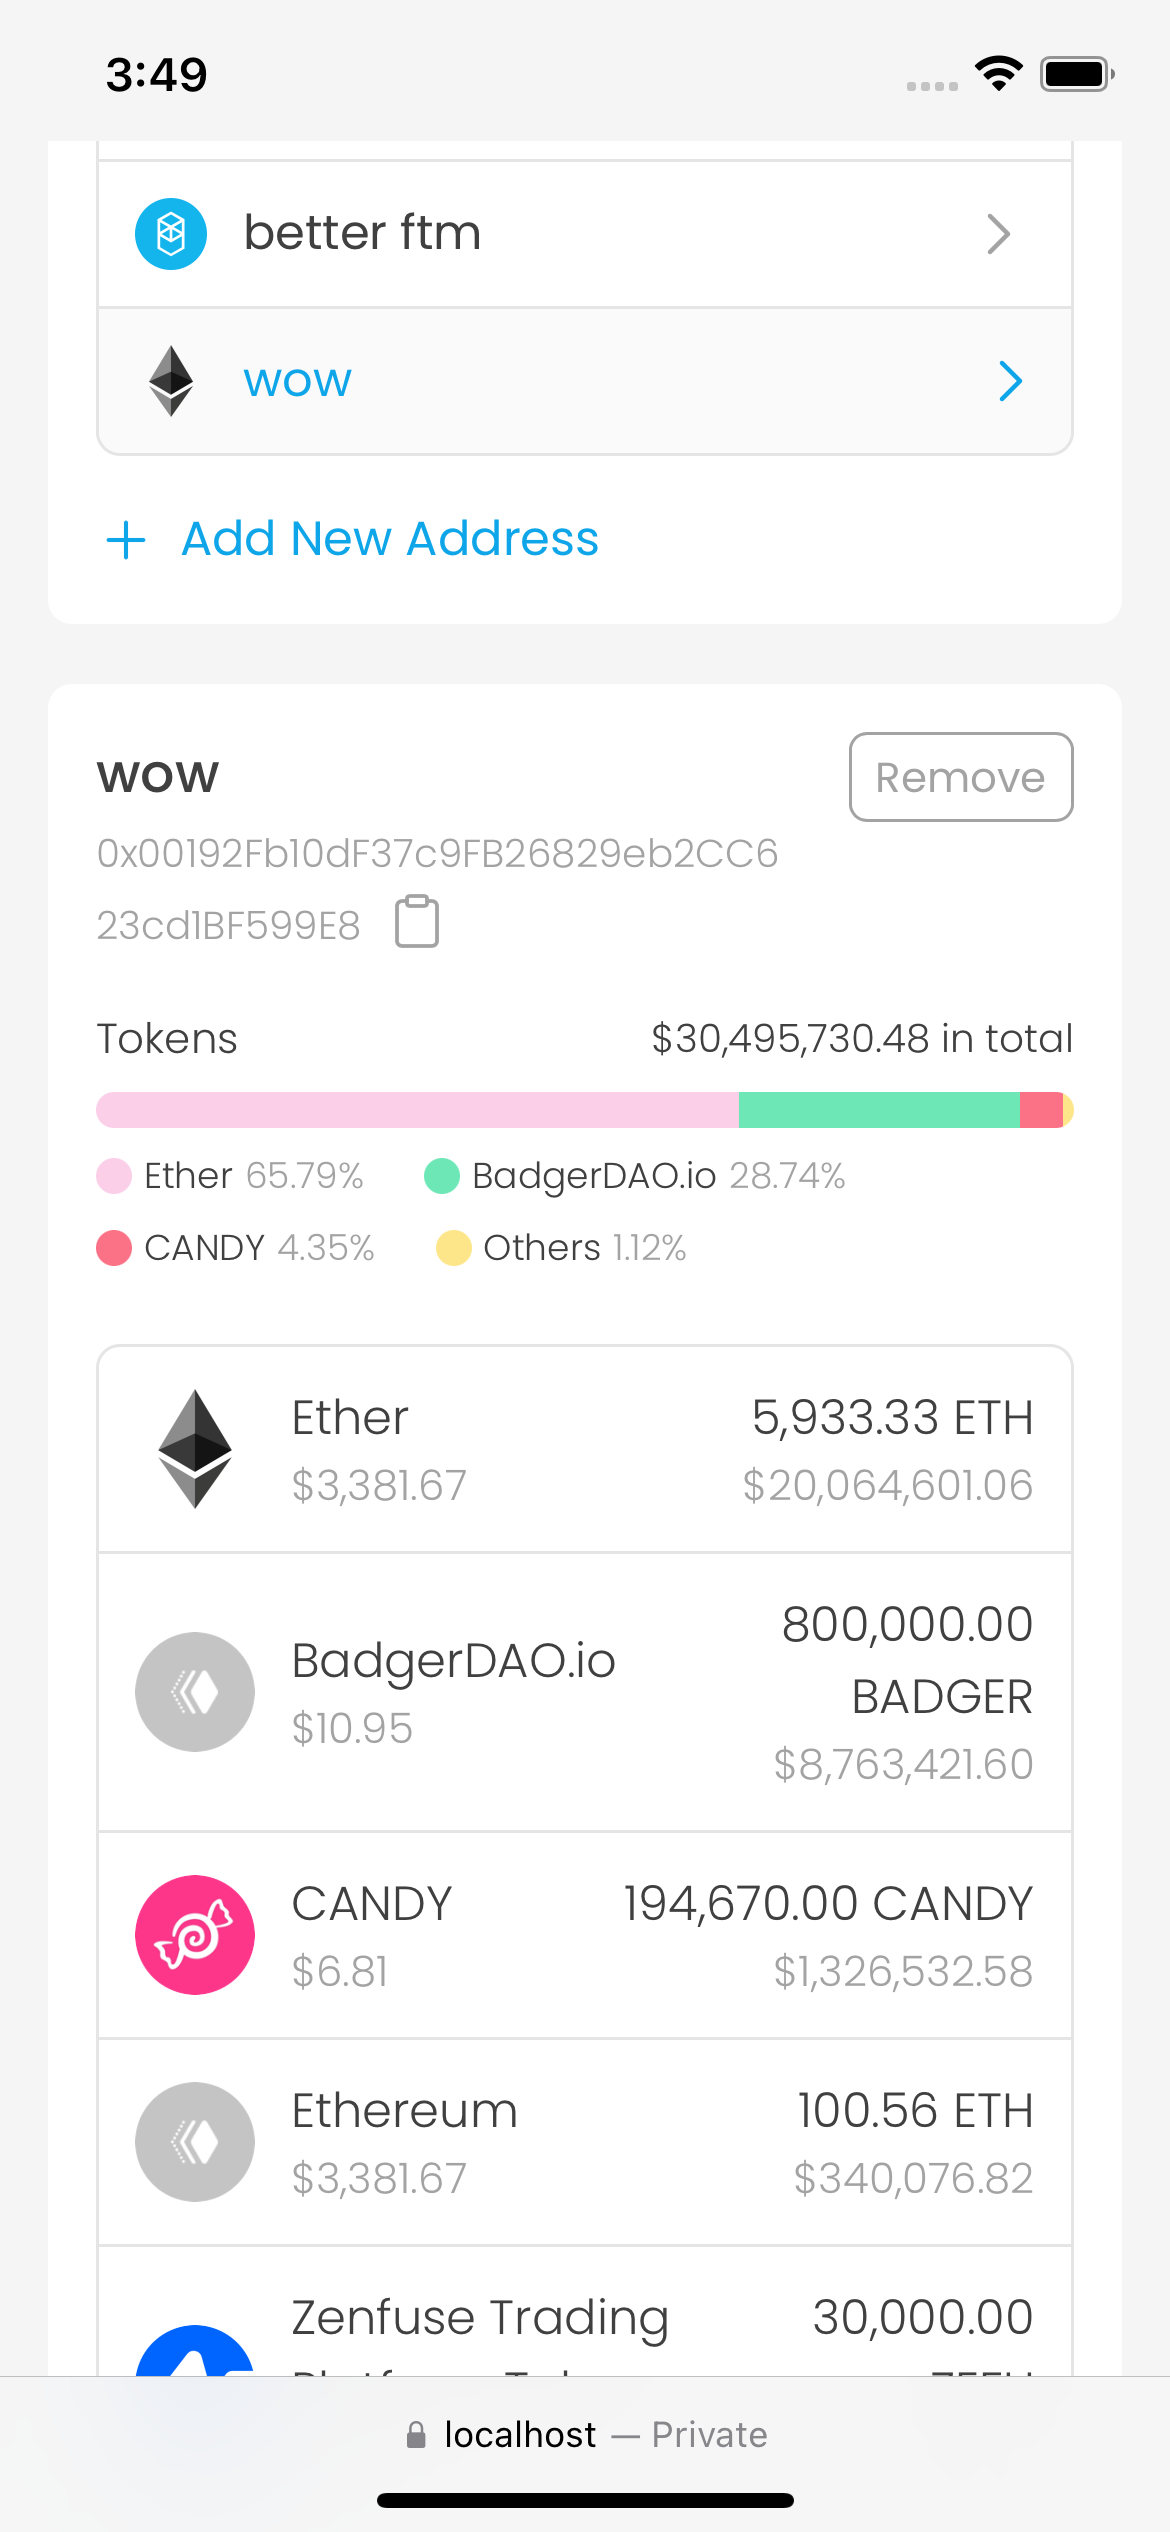 3:49
better ftm
wow
Add New Address
wow
Remove
0x00192Fb10dF37c9FB26829eb2CC6
23cd1BF599E8
Tokens
$30,495,730.48 in total
Ether 65.79%
BadgerDAO.io 28.74%
CANDY 4.35%
Others 1.12%
Ether
5,933.33 ETH
$3,381.67
$20,064,601.06
BadgerDAO.io
800,000.00
BADGER
$10.95
$8,763,421.60
CANDY
194,670.00 CANDY
$6.81
$1,326,532.58
Ethereum
100.56 ETH
$3,381.67
$340,076.82
Zenfuse Trading
30,000.00
localhost — Private